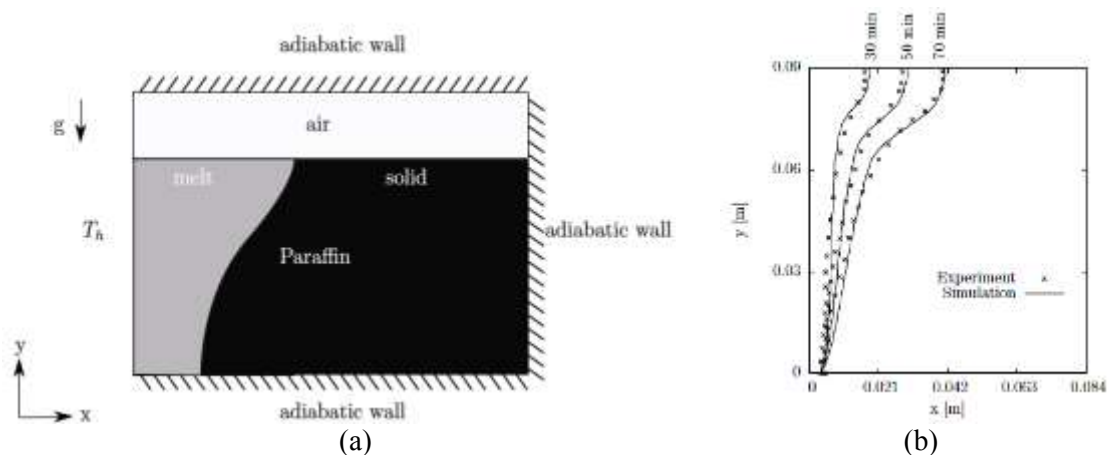 adiabatic wall
g
air
melt
solid
T_h
adiabatic wall
Paraffin
y
x
adiabatic wall
(a)
30 min
50 min
70 min
0.09
0.06
0.03
0
y [m]
Experiment
Simulation
0
0.021
0.042
0.063
0.084
x [m]
(b)